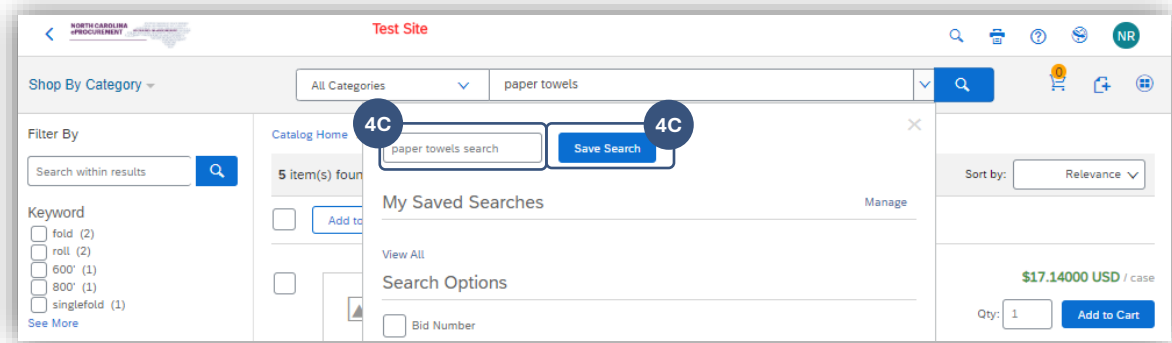 NORTH CAROLINA
ePROCUREMENT
Test Site
NR
Shop By Category
All Categories
paper towels
0
Filter By
Search within results
Keyword
fold (2)
roll (2)
600' (1)
800' (1)
singlefold (1)
See More
Catalog Home
5 item(s) foun
Add to
4C
paper towels search
4C
Save Search
My Saved Searches
Manage
View All
Search Options
Bid Number
Sort by:
Relevance
$17.14000 USD / case
Qty: 1
Add to Cart